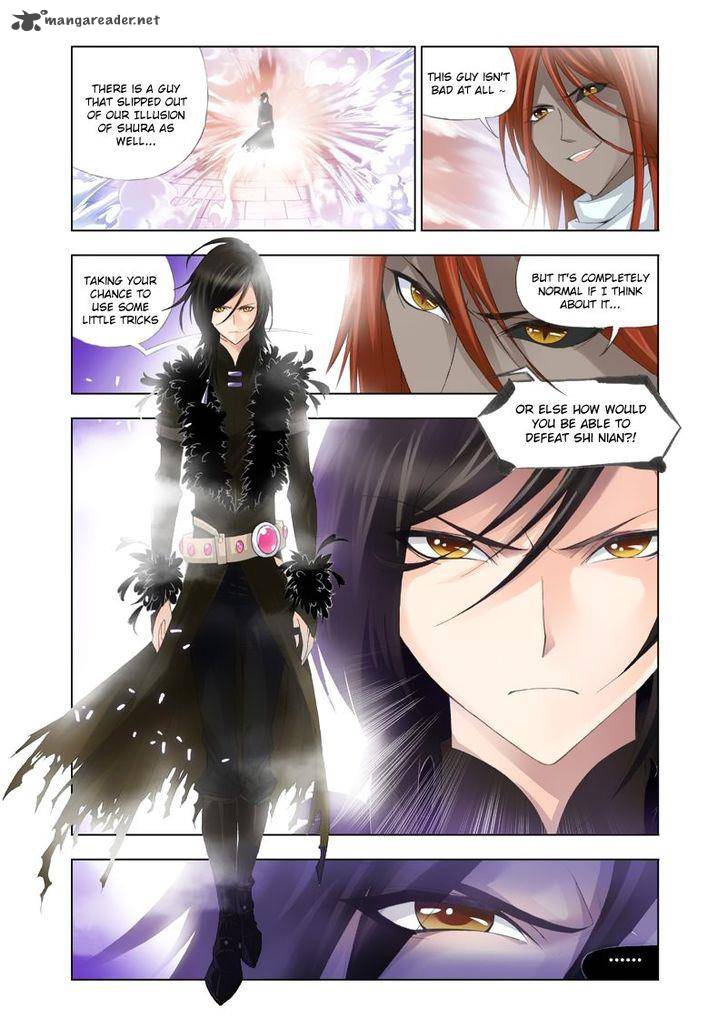 mangareader.net
THERE IS A GUY
THAT SLIPPED OUT
OF OUR ILLUSION
OF SHURA AS
WELL...
THIS GUY ISN'T
BAD AT ALL ~
TAKING YOUR
CHANCE TO
USE SOME
LITTLE TRICKS
BUT IT'S COMPLETELY
NORMAL IF I THINK
ABOUT IT...
OR ELSE HOW WOULD
YOU BE ABLE TO
DEFEAT SHI NIAN?!
......